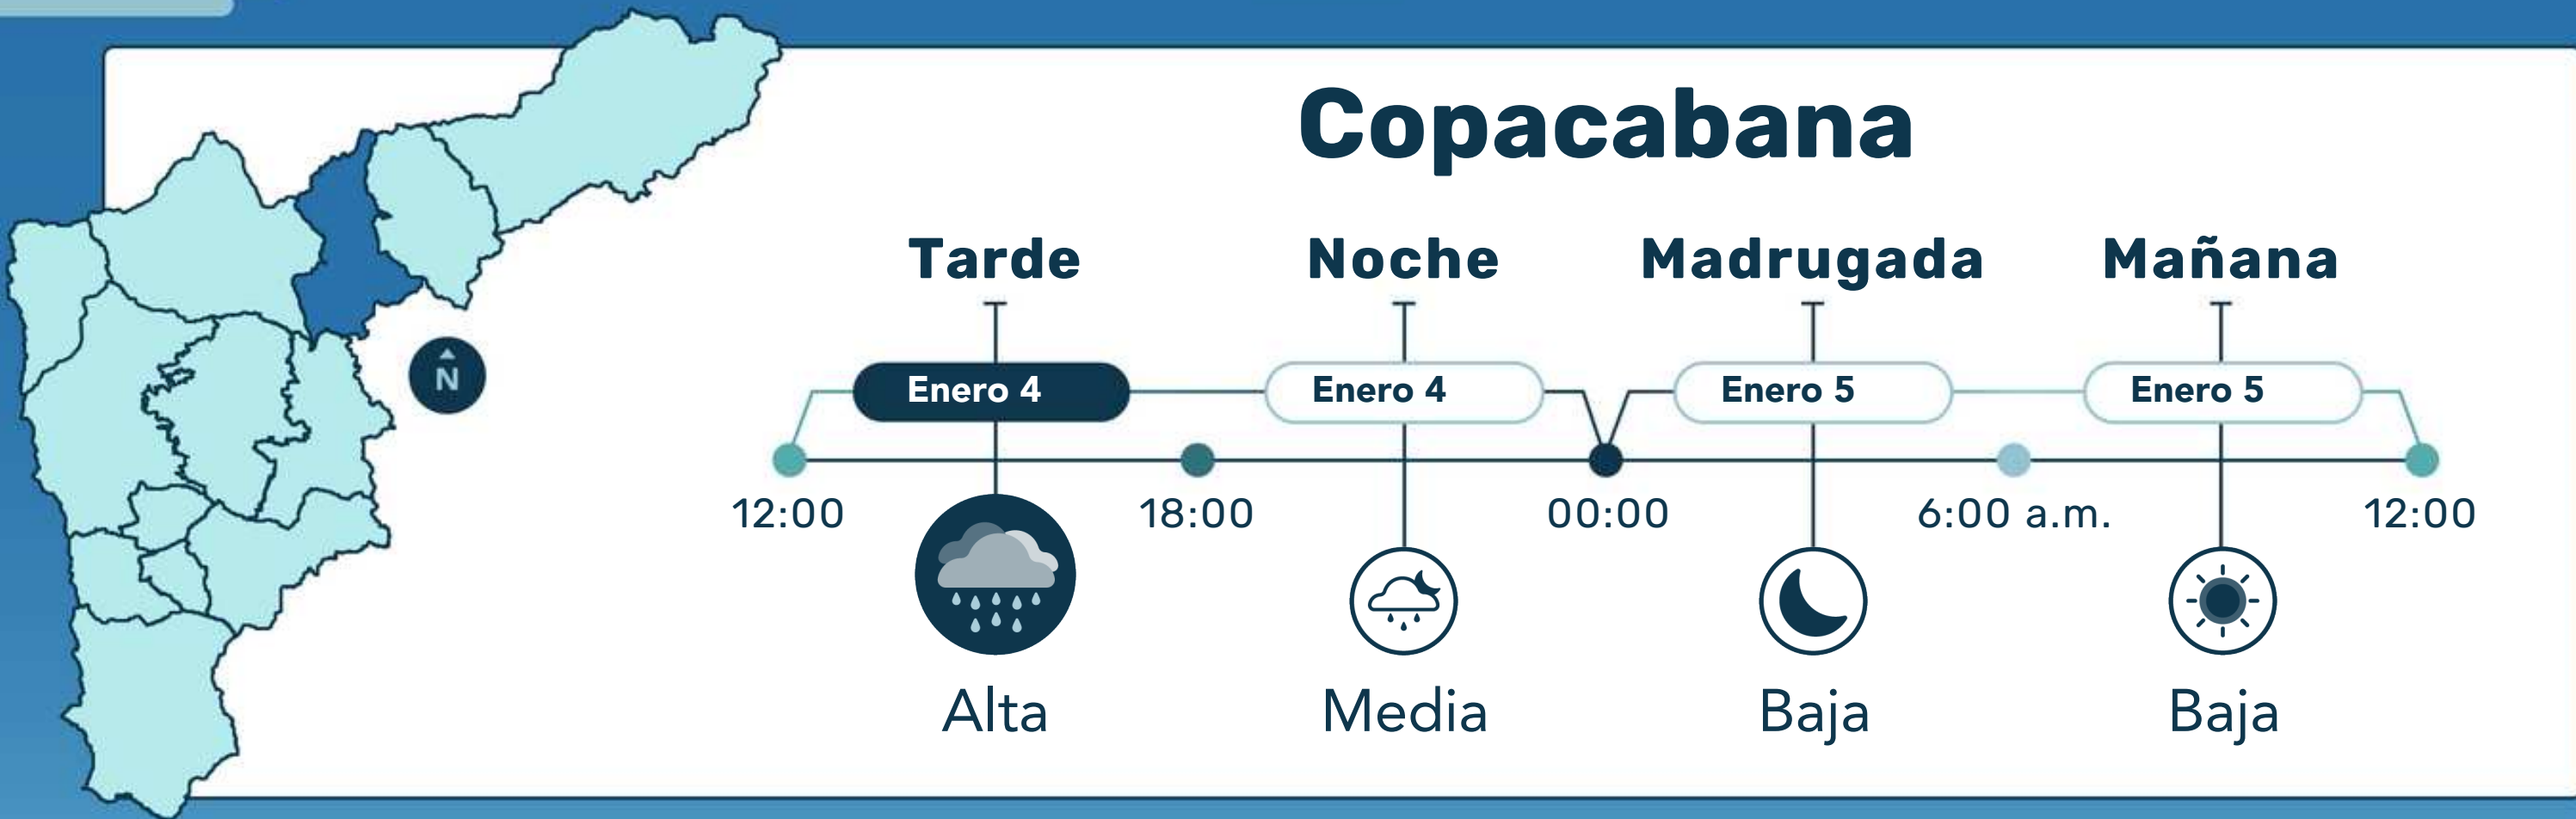 Copacabana
Tarde Noche Madrugada Mañana
N
Enero 4 Enero 4 Enero 5 Enero 5
12:00 18:00 00:00 6:00 a.m. 12:00
Alta Media Baja Baja